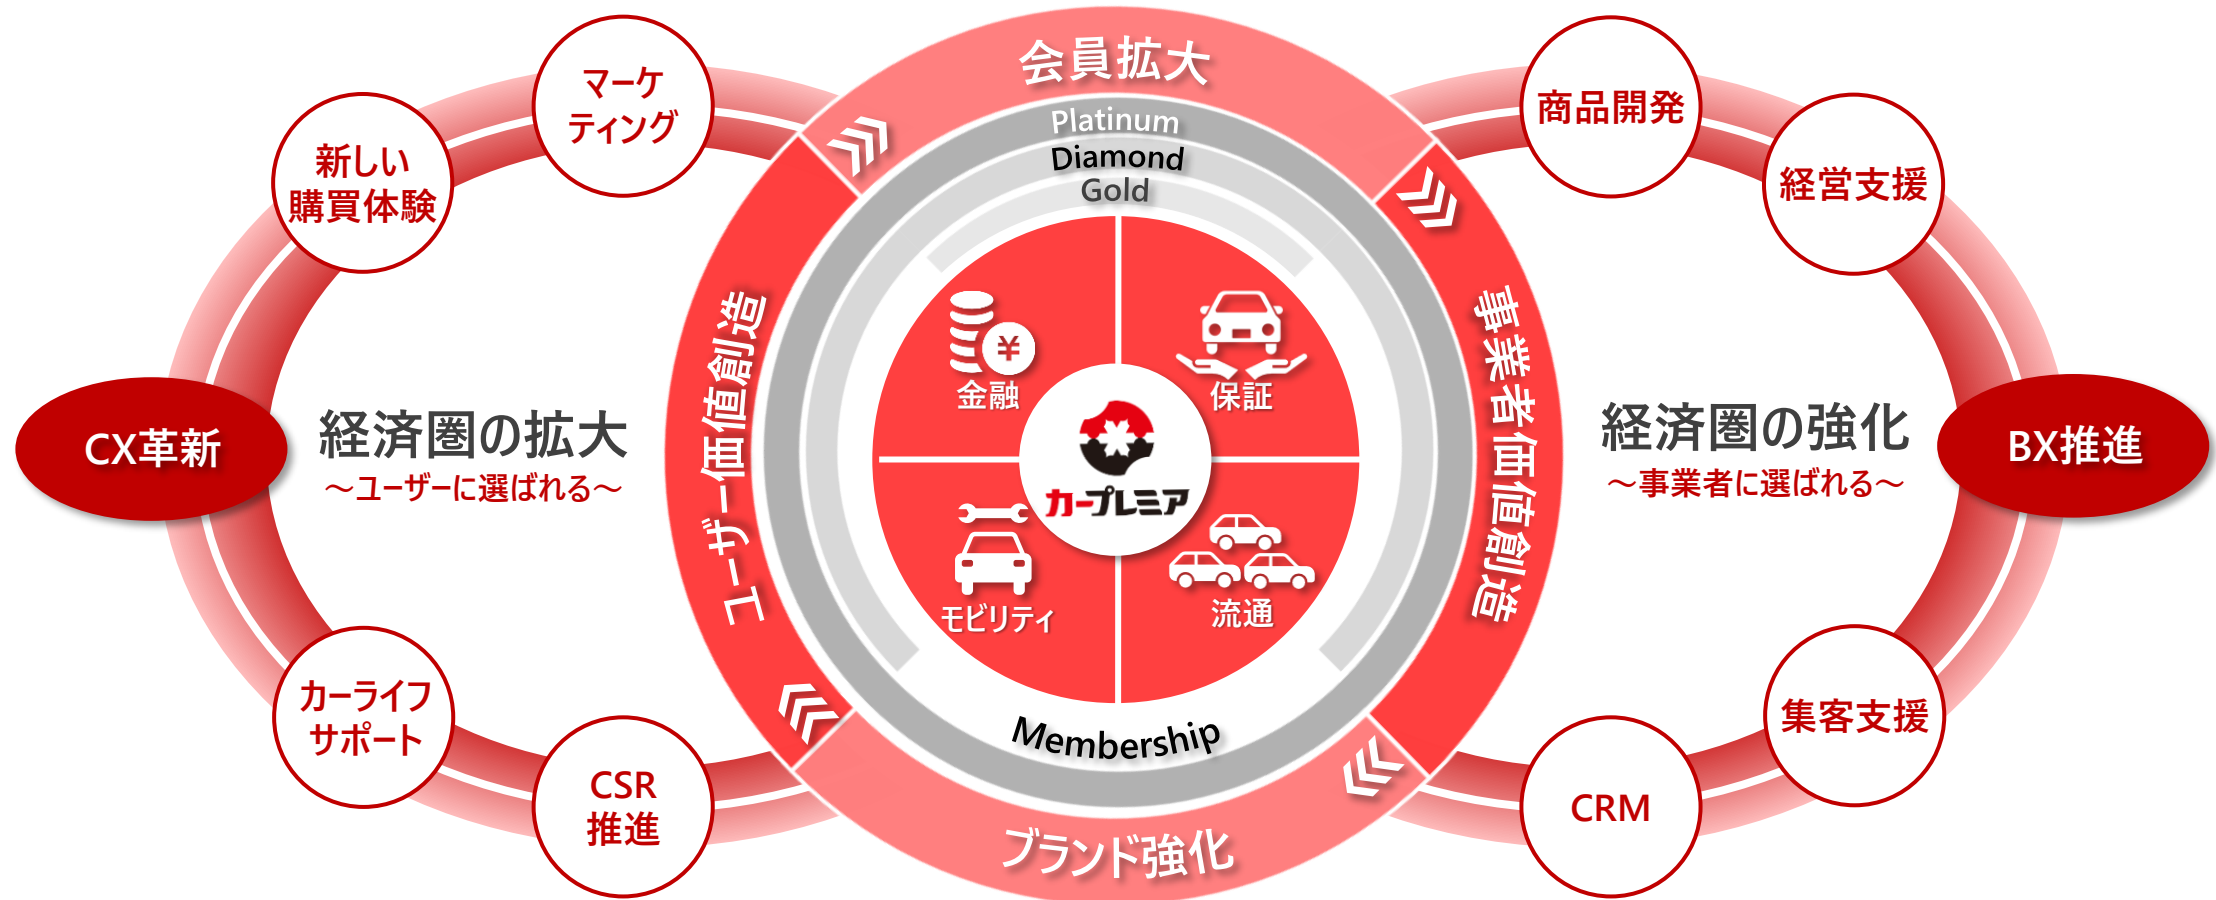 マーケ
ティング
新しい
購買体験
CX革新
経済圏の拡大
～ユーザーに選ばれる～
カーライフ
サポート
CSR
推進
会員拡大
Platinum
Diamond
Gold
ユーザー価値創造
金融
¥
保証
カープレミア
モビリティ
流通
Membership
ブランド強化
事業者価値創造
商品開発
経営支援
経済圏の強化
～事業者に選ばれる～
BX推進
集客支援
CRM